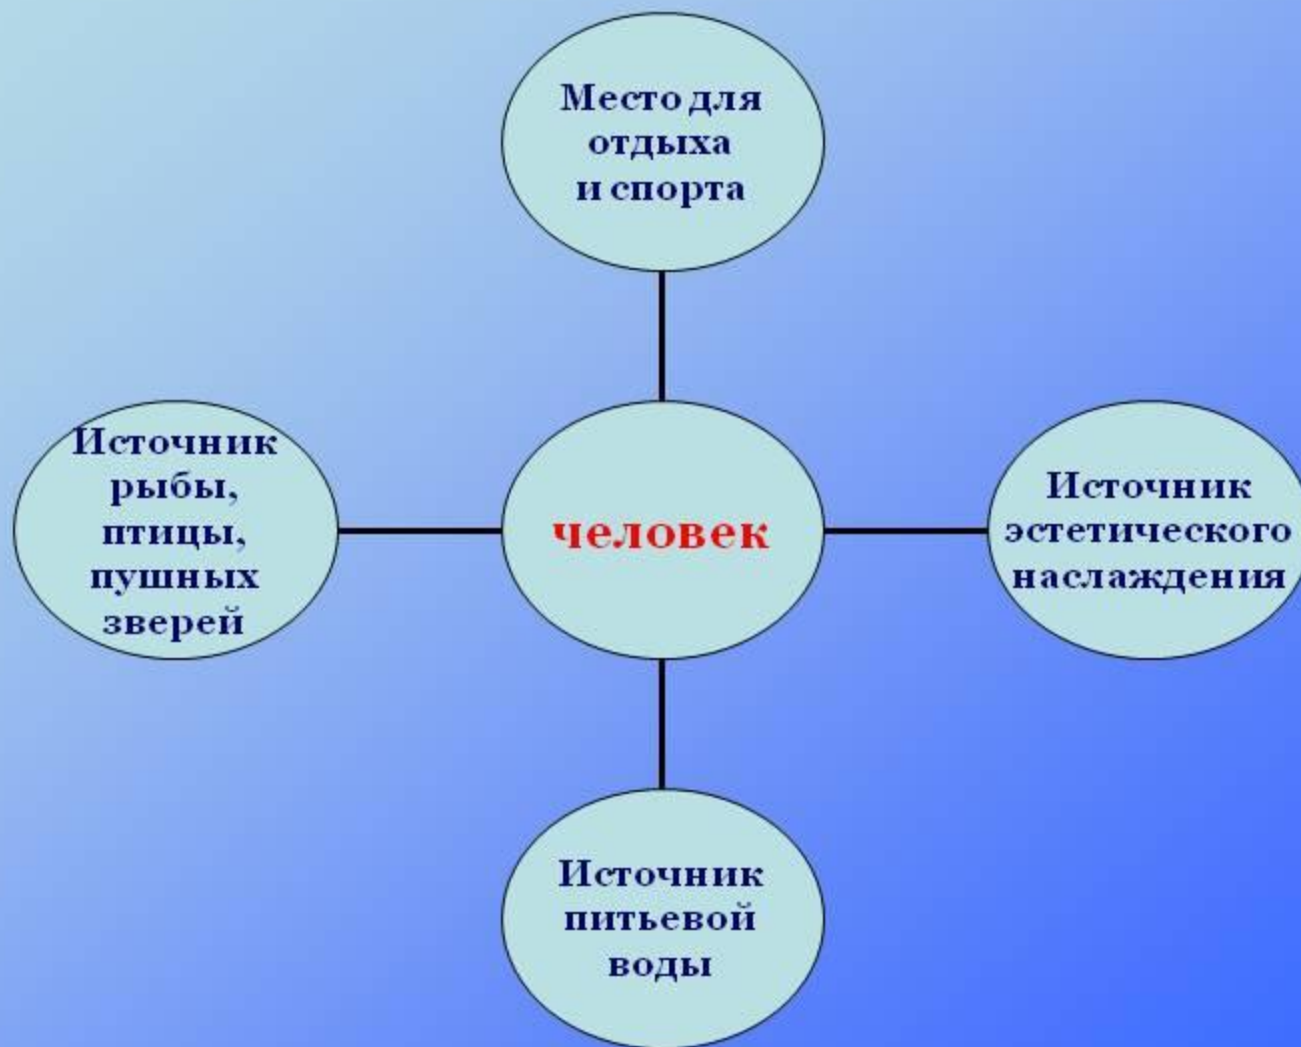 Место для
отдыха
и спорта
Источник
рыбы,
птицы,
пушных
зверей
человек
Источник
эстетического
наслаждения
Источник
питьевой
воды